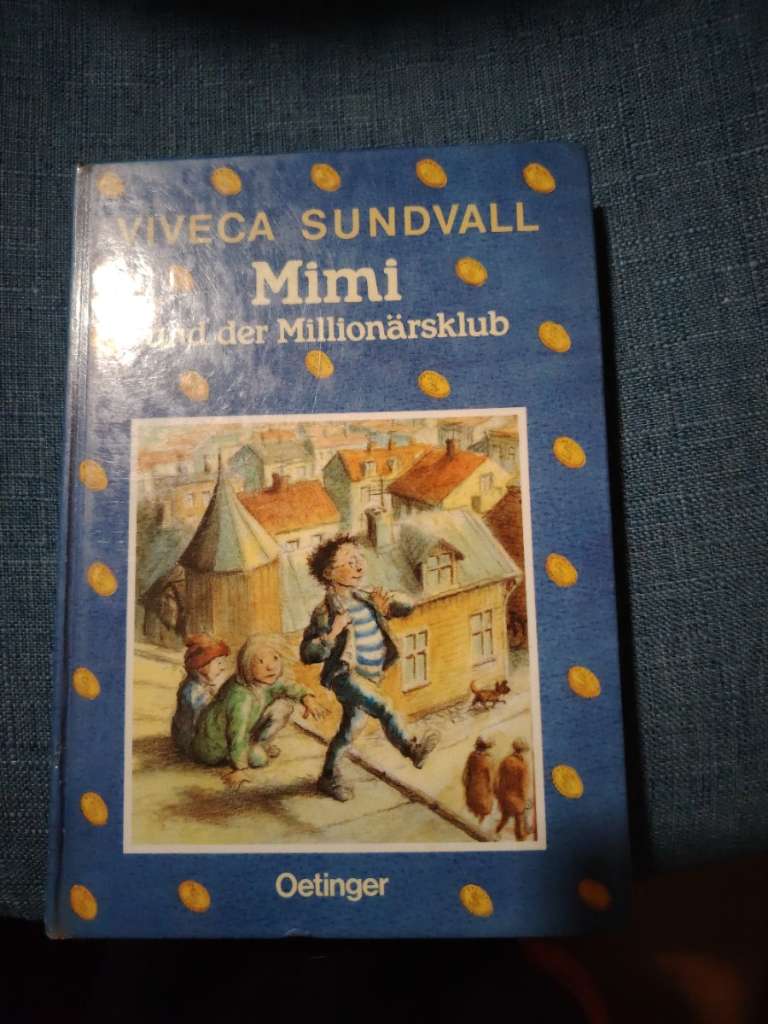 VIVECA SUNDVALL
Mimi
und der Millionärsklub
Oetinger